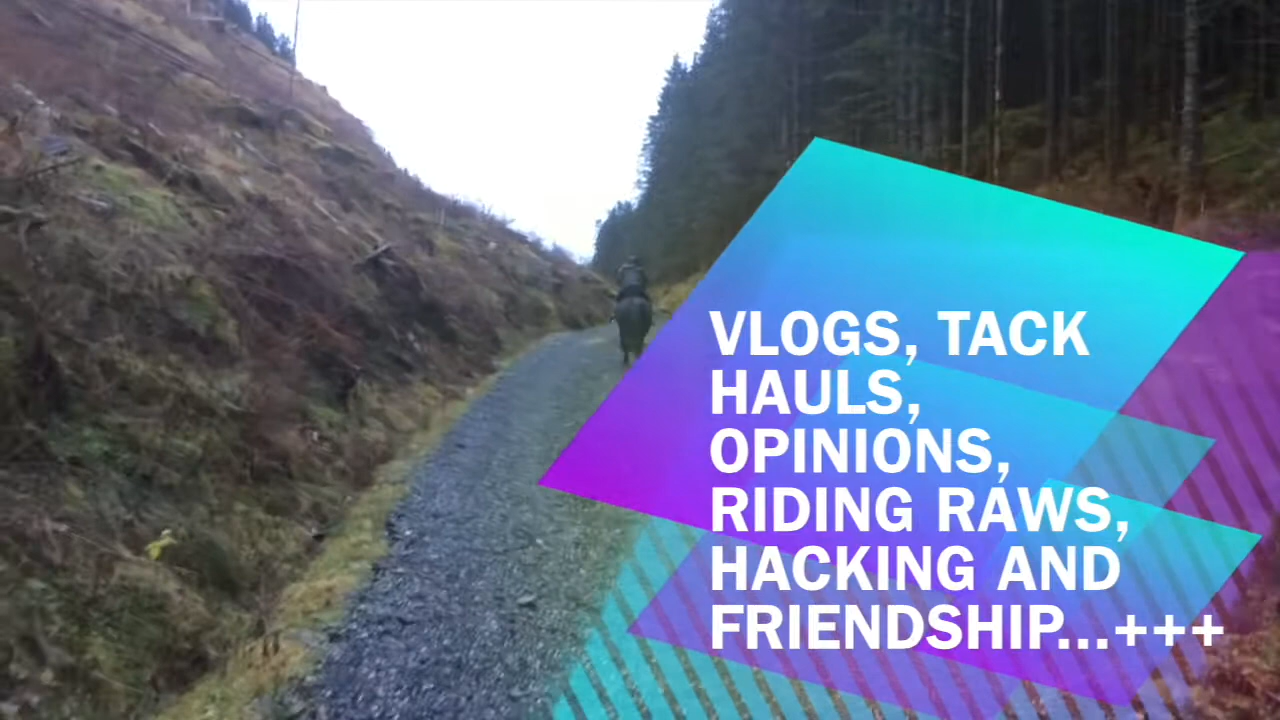 VLOGS, TACK
HAULS,
OPINIONS,
RIDING RAWS,
HACKING AND
FRIENDSHIP...+++